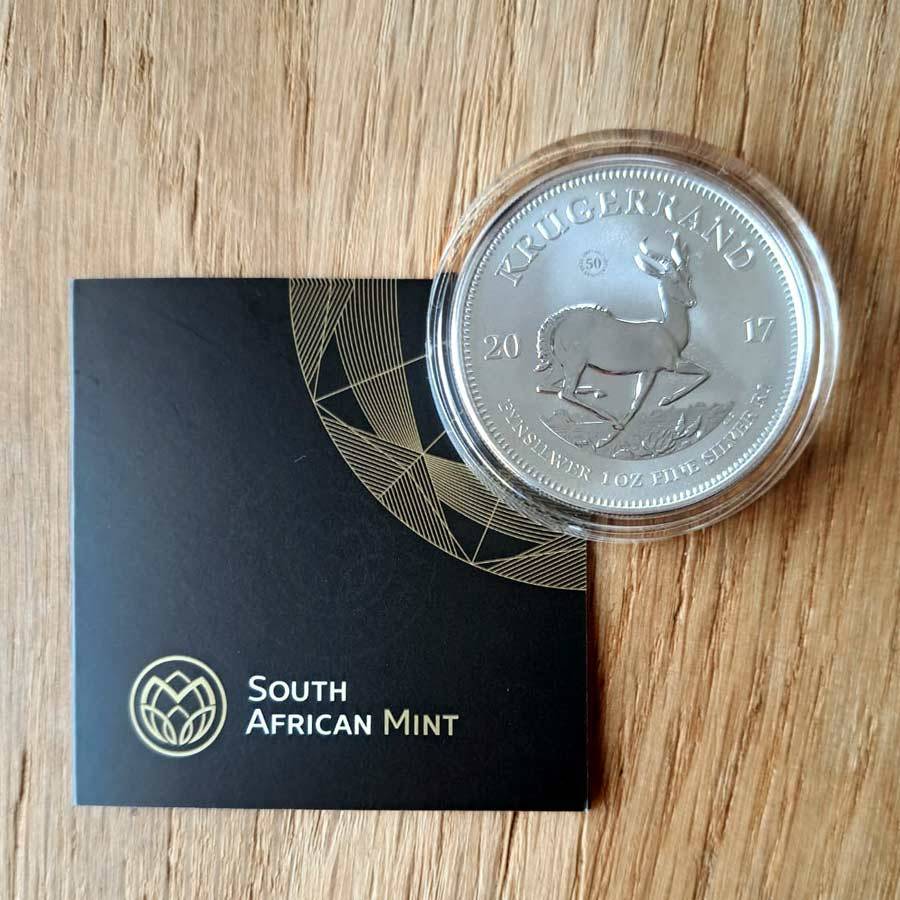 KRUGERRAND
50
20 17
FYNSILWER 1 OZ FINE SILVER R1
SOUTH
AFRICAN MINT